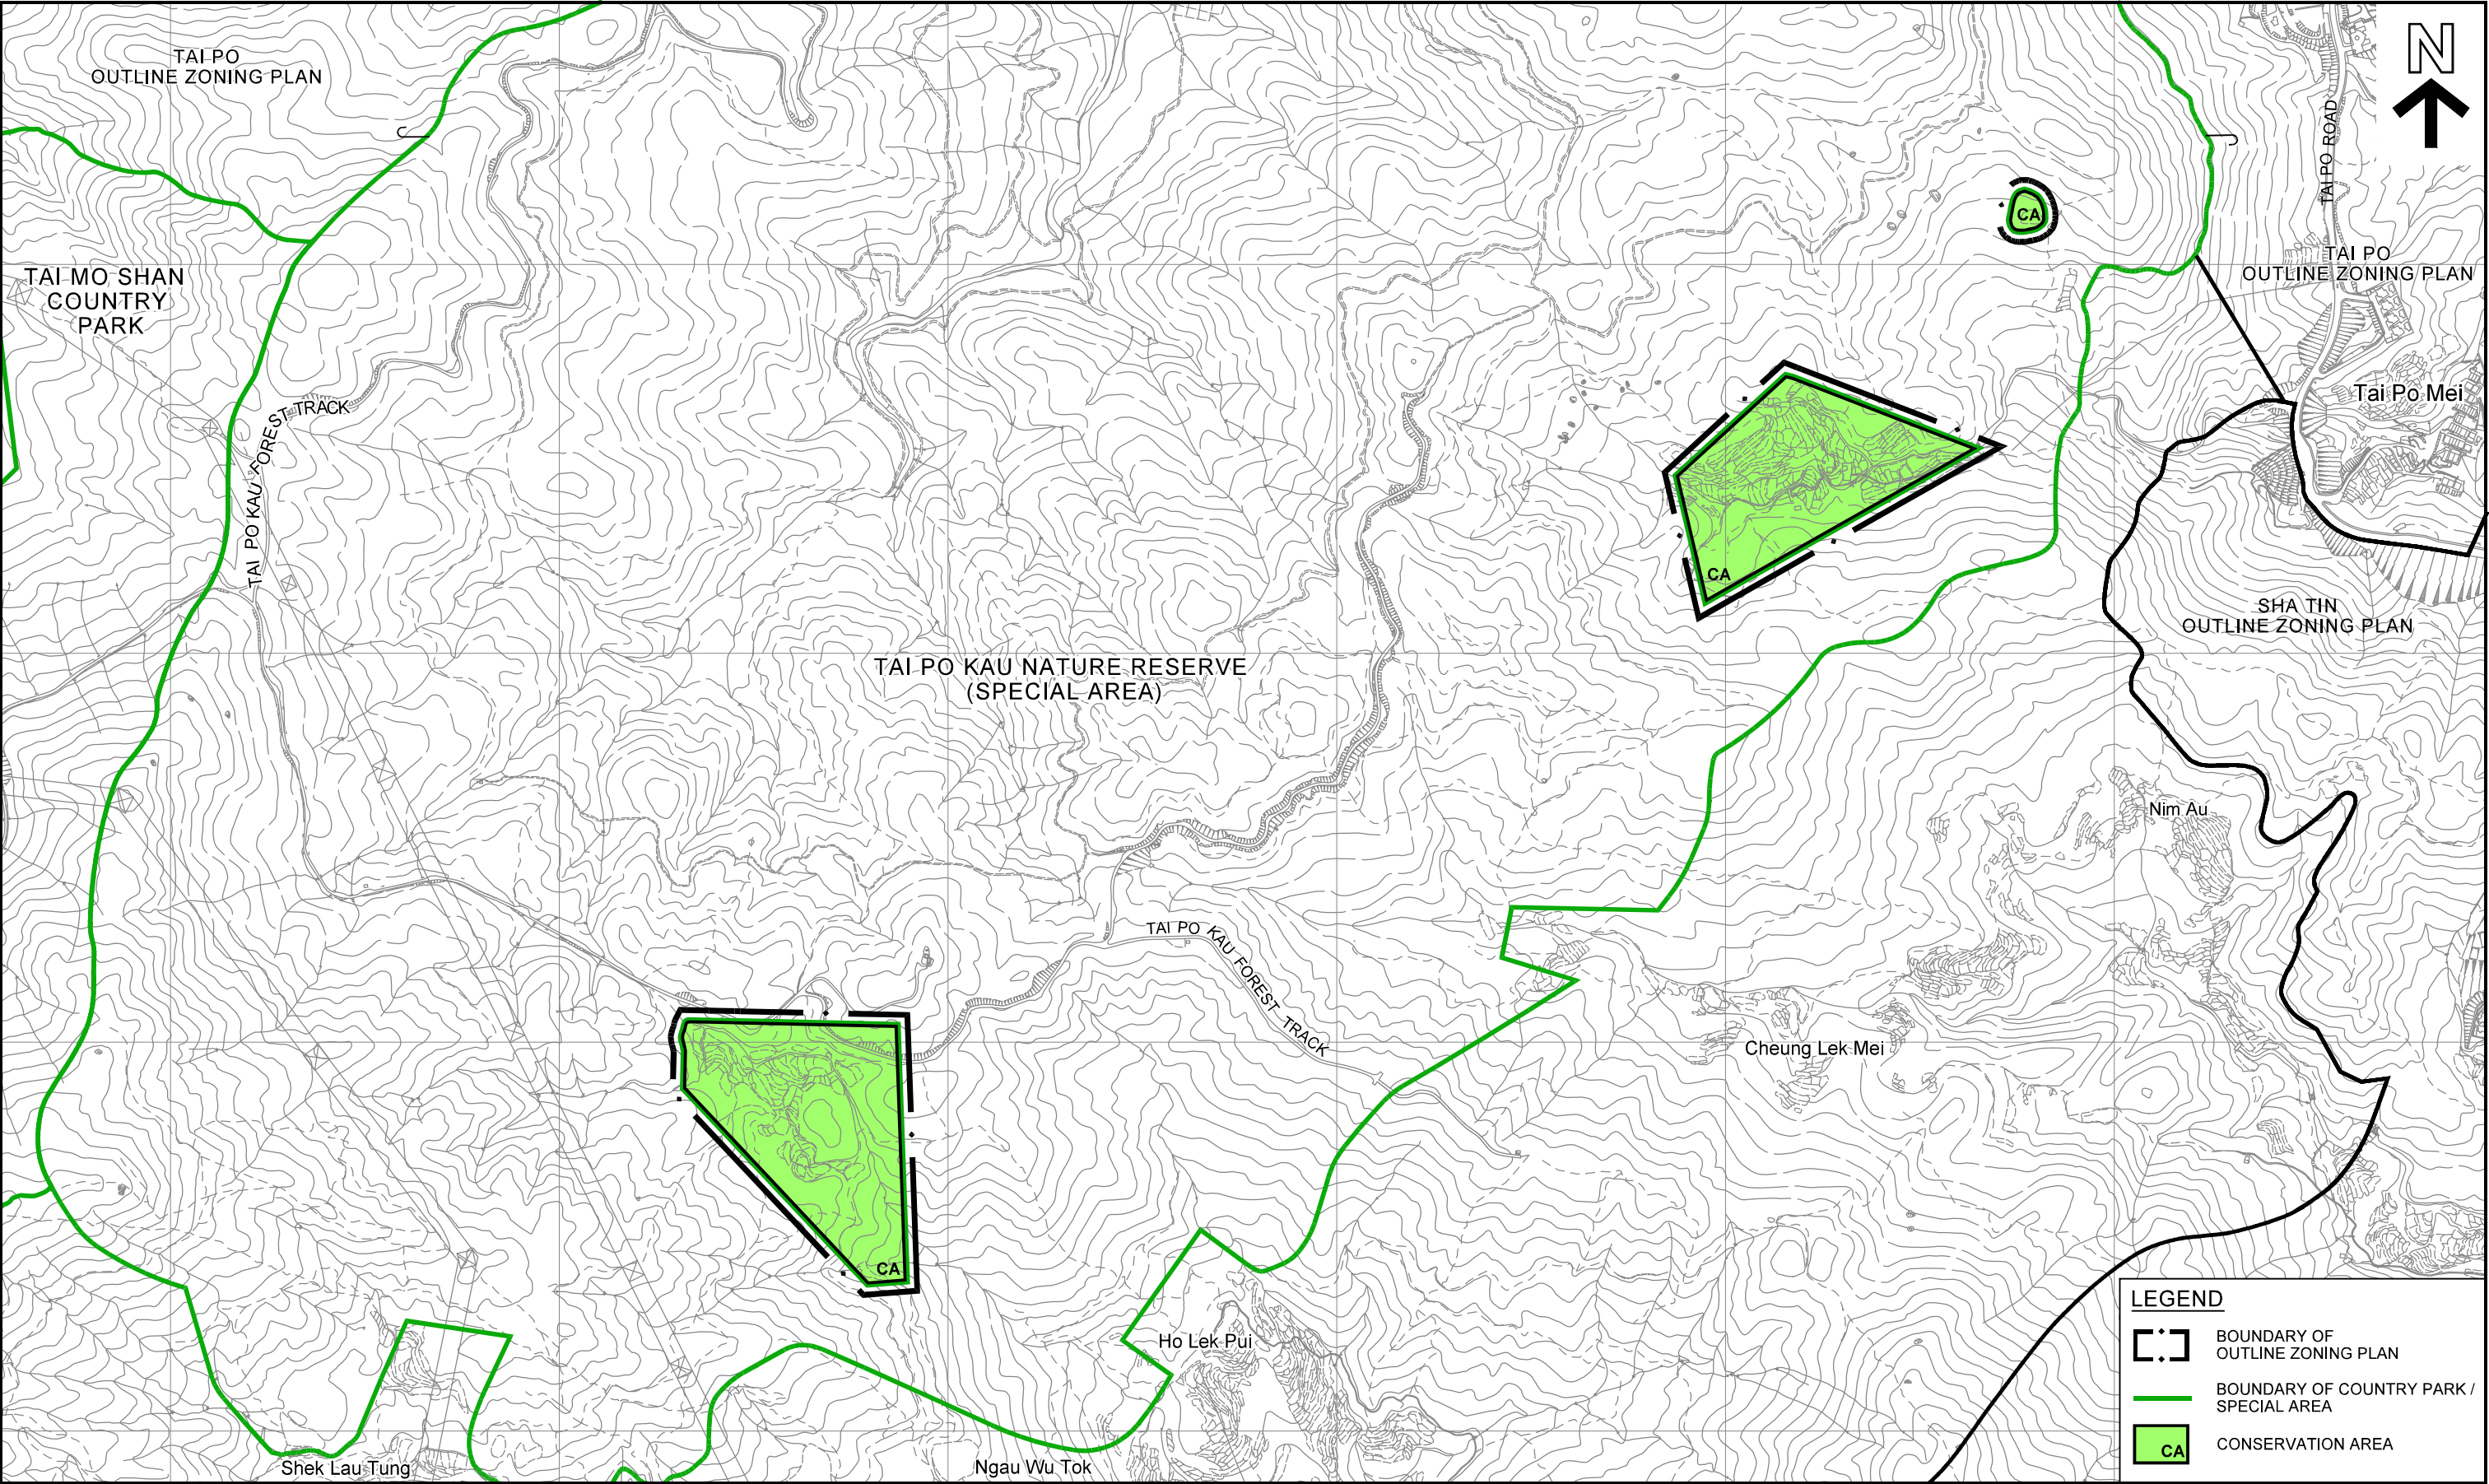 TAI PO
OUTLINE ZONING PLAN
N
TAI PO ROAD
CA
TAI PO
OUTLINE ZONING PLAN
TAI MO SHAN
COUNTRY
PARK
Tai Po Mei
TAI PO KAU FOREST TRACK
CA
SHA TIN
OUTLINE ZONING PLAN
TAI PO KAU NATURE RESERVE
(SPECIAL AREA)
Nim Au
TAI PO KAU FOREST TRACK
Cheung Lek Mei
CA
Ho Lek Pui
Shek Lau Tung
Ngau Wu Tok
LEGEND
BOUNDARY OF
OUTLINE ZONING PLAN
BOUNDARY OF COUNTRY PARK /
SPECIAL AREA
CA
CONSERVATION AREA